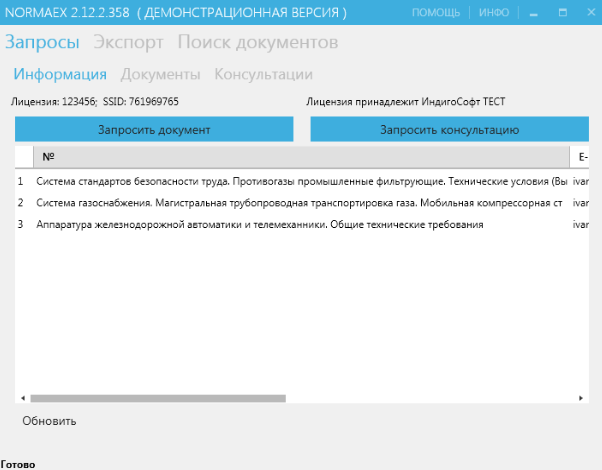 NORMAEX 2.12.2.358 ( ДЕМОНСТРАЦИОННАЯ ВЕРСИЯ ) ПОМОЩЬ ИНФО
Запросы Экспорт Поиск документов
Информация Документы Консультации
Лицензия: 123456; SSID: 761969765 Лицензия принадлежит ИндигоСофт ТЕСТ
Запросить документ Запросить консультацию
№ E-
1 Система стандартов безопасности труда. Противогазы промышленные фильтрующие. Технические условия (Вы ivar
2 Система газоснабжения. Магистральная трубопроводная транспортировка газа. Мобильная компрессорная ст ivar
3 Аппаратура железнодорожной автоматики и телемеханники. Общие технические требования ivar
Обновить
Готово